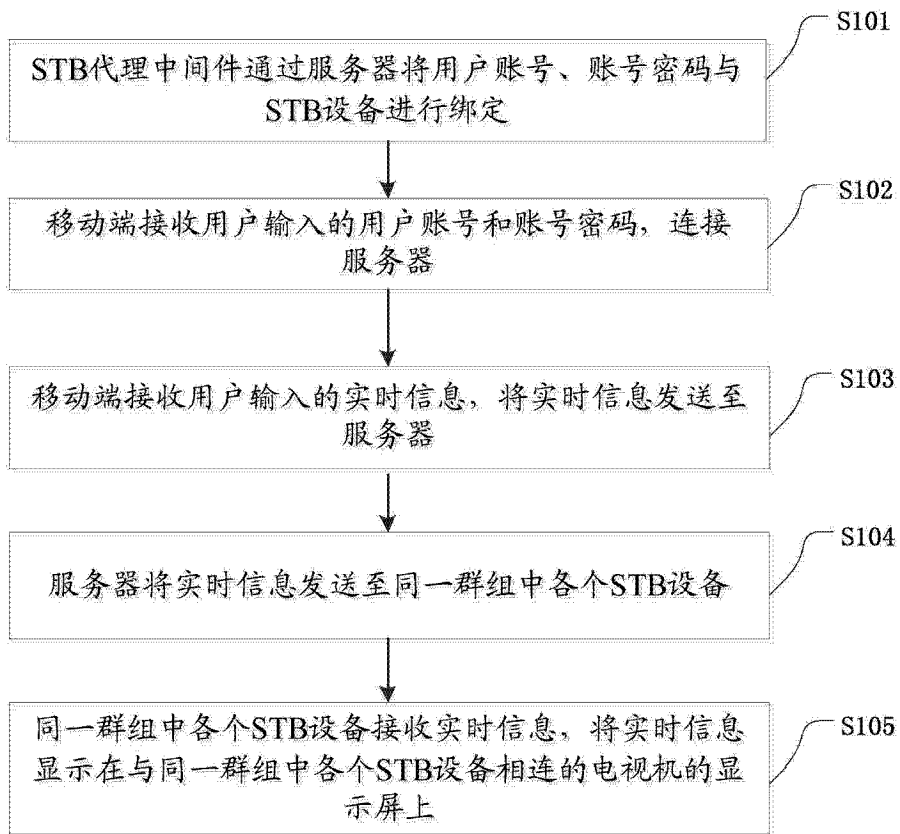 S101
STB代理中间件通过服务器将用户账号、账号密码与
STB设备进行绑定
S102
移动端接收用户输入的用户账号和账号密码，连接
服务器
S103
移动端接收用户输入的实时信息，将实时信息发送至
服务器
S104
服务器将实时信息发送至同一群组中各个STB设备
S105
同一群组中各个STB设备接收实时信息，将实时信息
显示在与同一群组中各个STB设备相连的电视机的显
示屏上